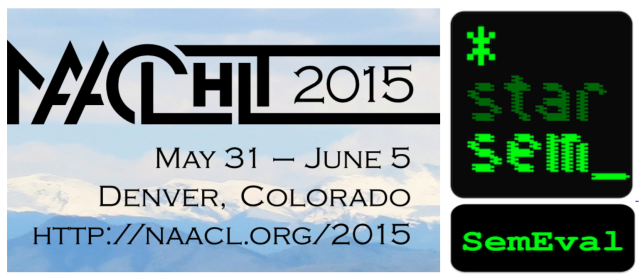 NAACL HLT 2015
May 31 – June 5
Denver, Colorado
http://naacl.org/2015
*
star
sem_
SemEval